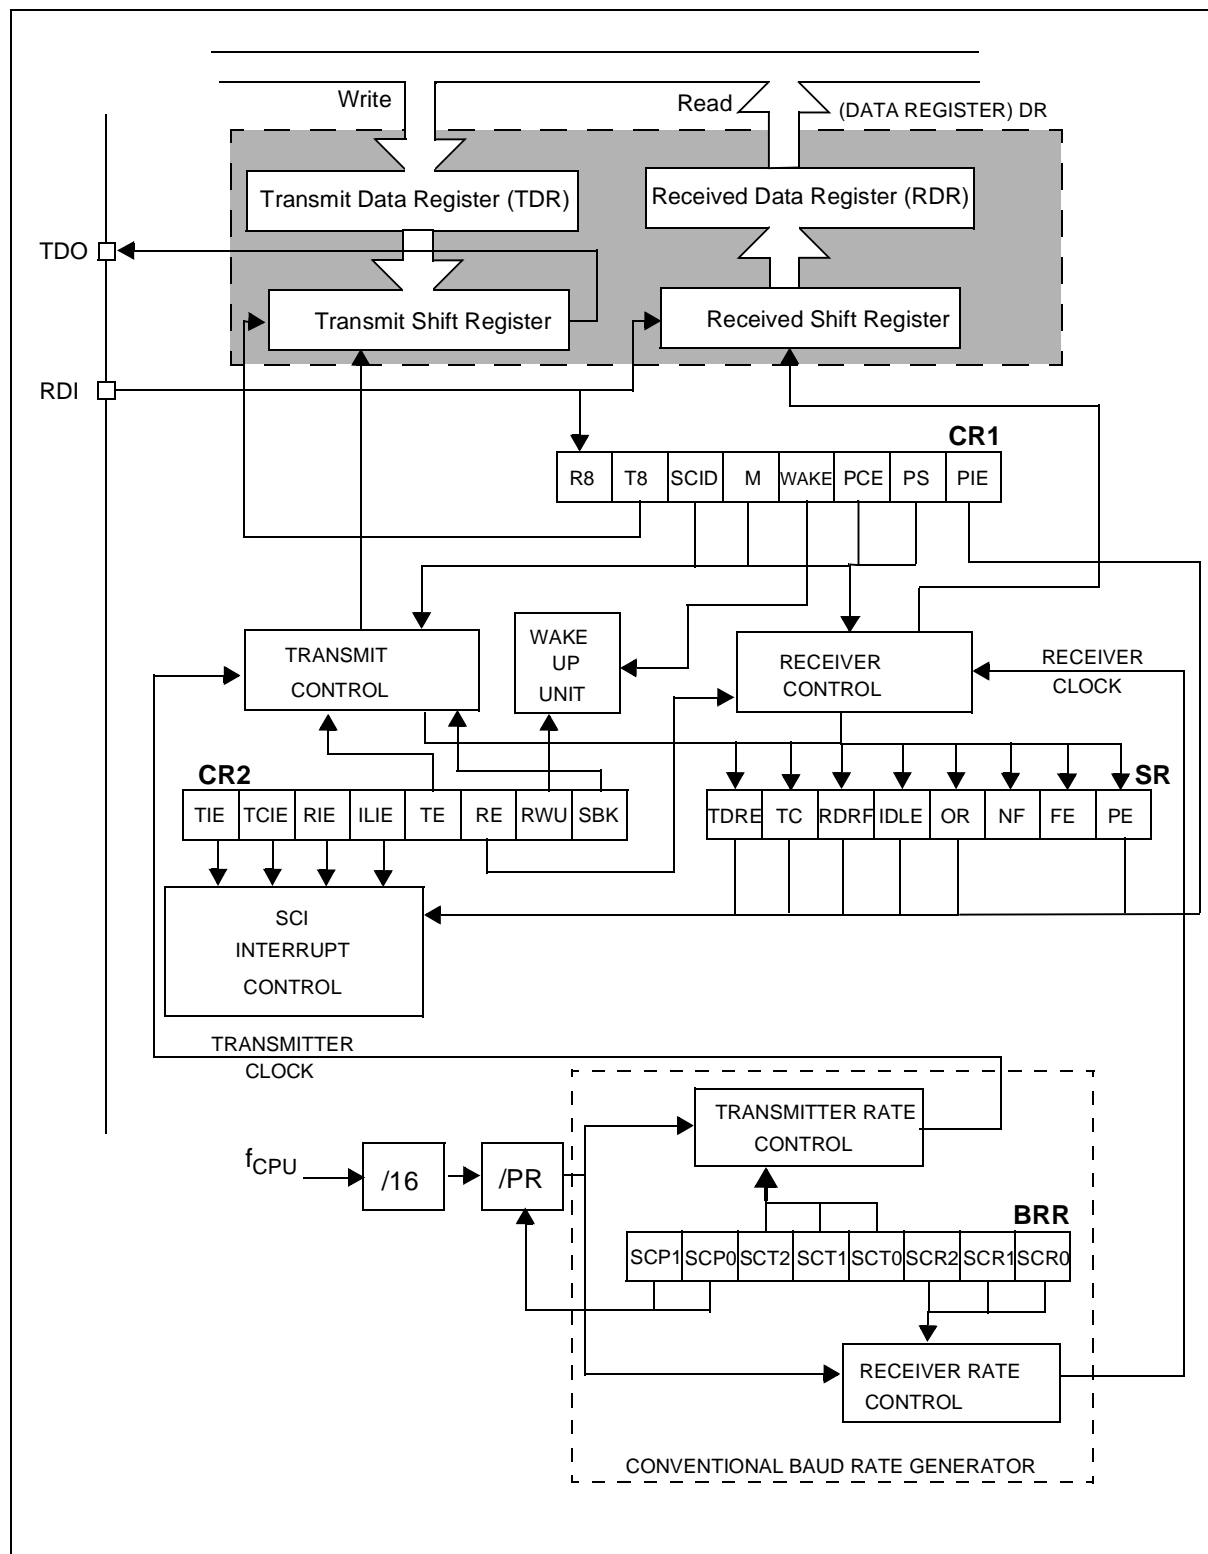 Write
Read
(DATA REGISTER) DR
Transmit Data Register (TDR)
Received Data Register (RDR)
TDO
Transmit Shift Register
Received Shift Register
RDI
CR1
R8 T8 SCID M WAKE PCE PS PIE
TRANSMIT
CONTROL
WAKE
UP
UNIT
RECEIVER
CONTROL
RECEIVER
CLOCK
CR2
TIE TCIE RIE ILIE TE RE RWU SBK
SR
TDRE TC RDRF IDLE OR NF FE PE
SCI
INTERRUPT
CONTROL
TRANSMITTER
CLOCK
TRANSMITTER RATE
CONTROL
fCPU
/16
/PR
BRR
SCP1 SCP0 SCT2 SCT1 SCT0 SCR2 SCR1 SCR0
RECEIVER RATE
CONTROL
CONVENTIONAL BAUD RATE GENERATOR